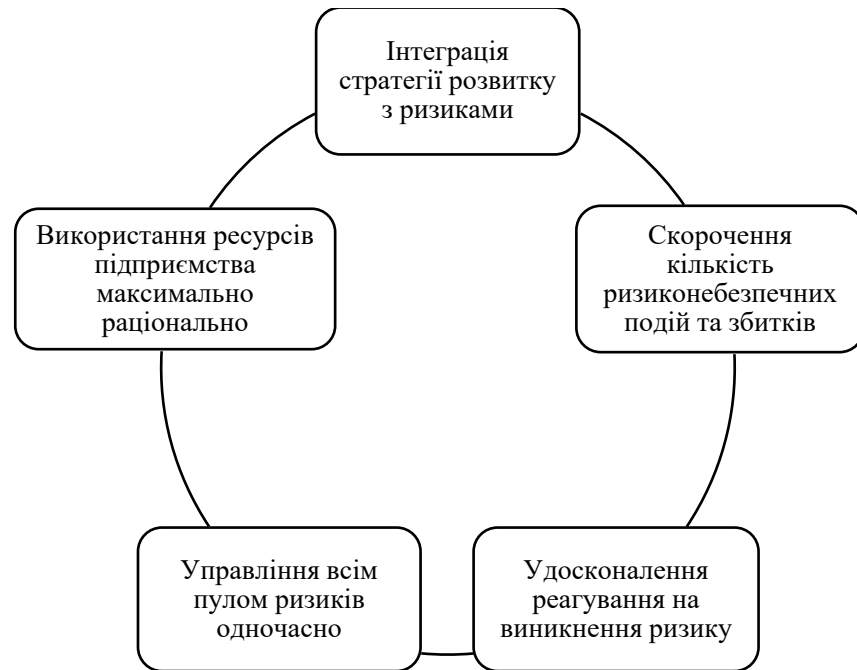 Інтеграція
стратегії розвитку
з ризиками
Скорочення
кількість
ризиконебезпечних
подій та збитків
Удосконалення
реагування на
виникнення ризику
Управління всім
пулом ризиків
одночасно
Використання ресурсів
підприємства
максимально
раціонально